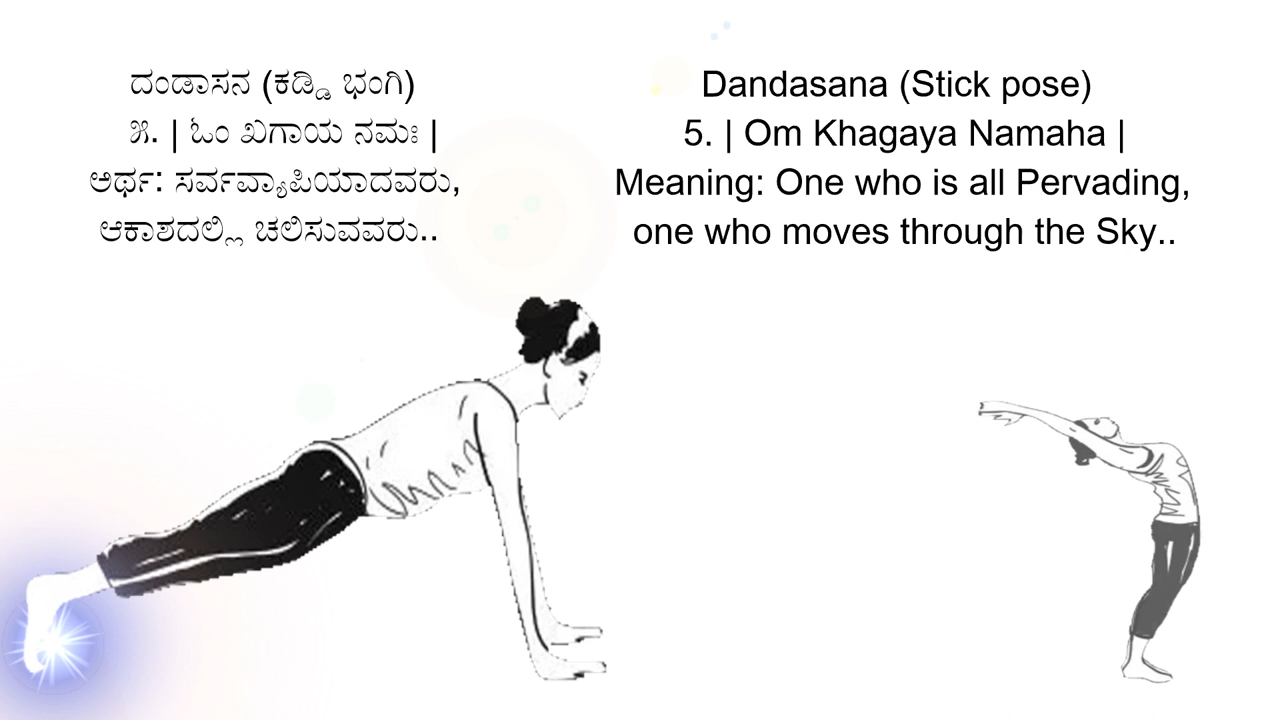 ದಂಡಾಸನ (ಕಡ್ಡಿ ಭಂಗಿ)
೫. | ಓಂ ಖಗಾಯ ನಮಃ |
ಅರ್ಥ: ಸರ್ವವ್ಯಾಪಿಯಾದವರು,
ಆಕಾಶದಲ್ಲಿ ಚಲಿಸುವವರು..
Dandasana (Stick pose)
5. | Om Khagaya Namaha |
Meaning: One who is all Pervading,
one who moves through the Sky..